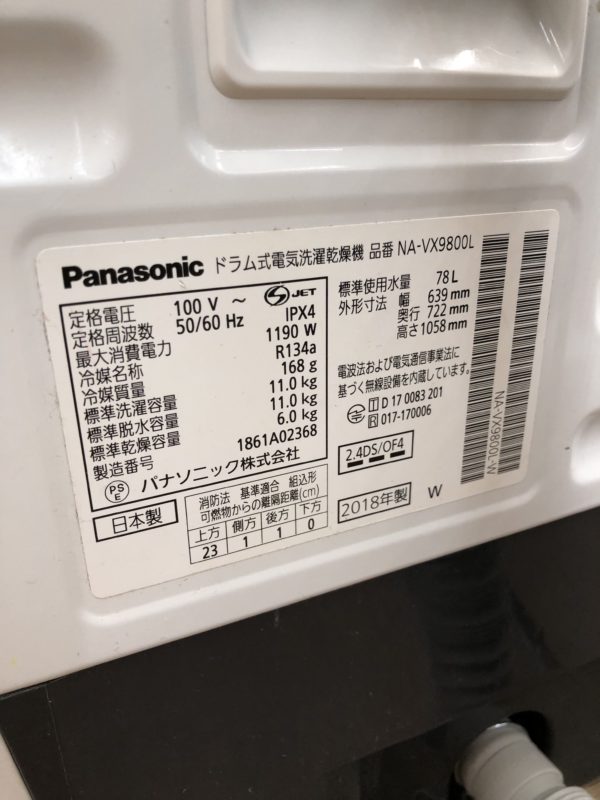 Panasonic ドラム式電気洗濯乾燥機 品番 NA-VX9800L
定格電圧 100 V ～ JET
定格周波数 50/60 Hz IPX4
最大消費電力 1190 W
冷媒名称 R134a
冷媒質量 168 g
標準洗濯容量 11.0 kg
標準脱水容量 11.0 kg
標準乾燥容量 6.0 kg
製造番号 1861A02368
PSE パナソニック株式会社
標準使用水量 78 L
外形寸法 幅 639 mm
奥行 722 mm
高さ 1058 mm
電波法および電気通信事業法に
基づく無線設備を内蔵しています。
T D 17 0083 201
R 017-170006
2.4DS/OF4
日本製
消防法 基準適合 組込形
可燃物からの離隔距離(cm)
上方 側方 後方 下方
23 1 1 0
2018年製 W
NA-VX9800L-W